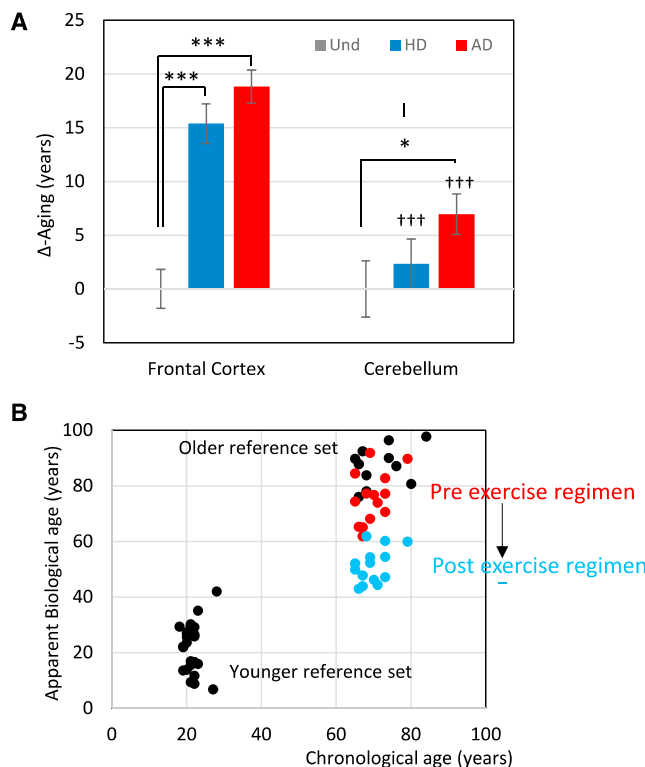 A
*** Und HD AD
***
25
20
15
10
5
0
-5
Δ-Aging (years)
*
†††
†††
Frontal Cortex Cerebellum
B
100
80
60
40
20
0
Apparent Biological age (years)
Older reference set
Pre exercise regimen
Post exercise regimen
Younger reference set
0 20 40 60 80 100
Chronological age (years)